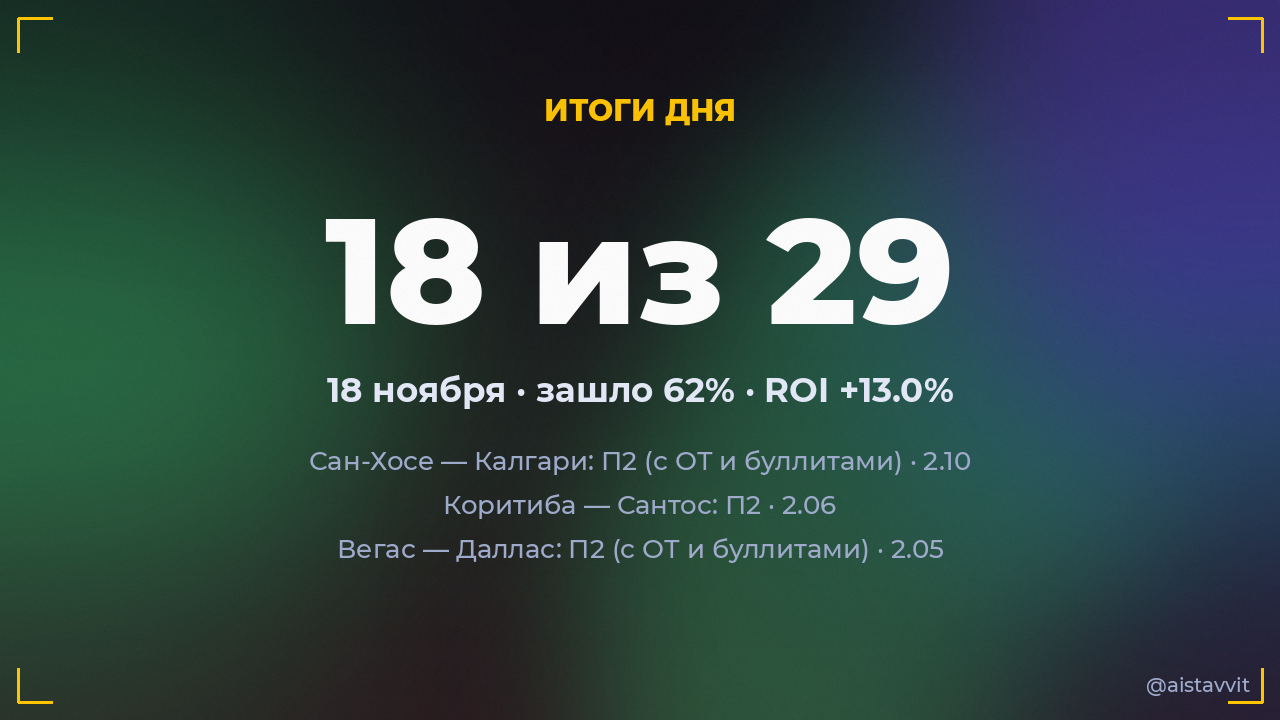 ИТОГИ ДНЯ
18 из 29
18 ноября · зашло 62% · ROI +13.0%
Сан-Хосе — Калгари: П2 (с ОТ и буллитами) · 2.10
Коритиба — Сантос: П2 · 2.06
Вегас — Даллас: П2 (с ОТ и буллитами) · 2.05
@aistavvit